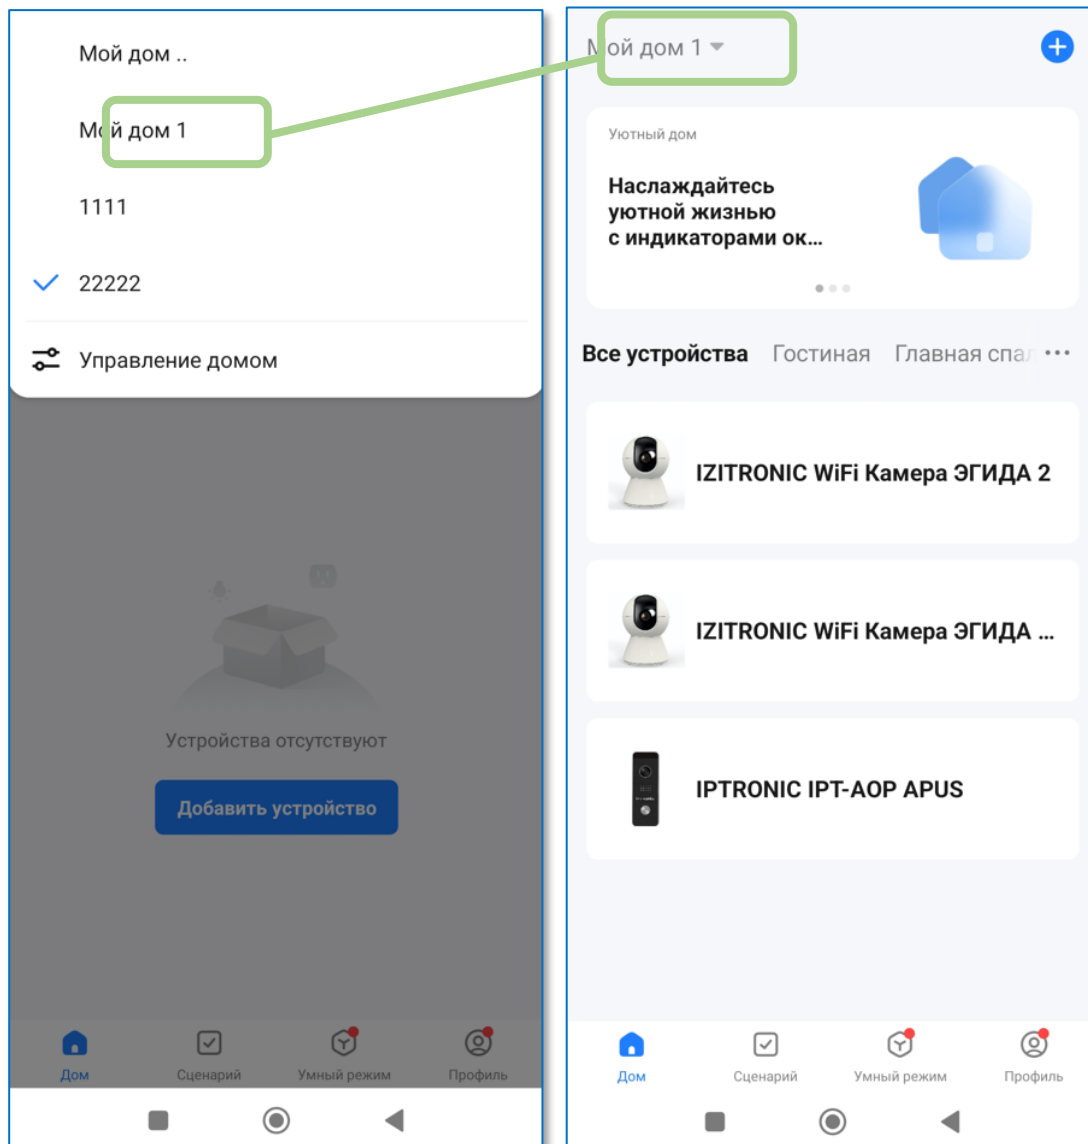 Мой дом ..
Мой дом 1
1111
22222
Управление домом
Устройства отсутствуют
Добавить устройство
Дом Сценарий Умный режим Профиль
Мой дом 1
Уютный дом
Наслаждайтесь
уютной жизнью
с индикаторами ок...
Все устройства Гостиная Главная спал ...
IZITRONIC WiFi Камера ЭГИДА 2
IZITRONIC WiFi Камера ЭГИДА ...
IPTRONIC IPT-AOP APUS
Дом Сценарий Умный режим Профиль